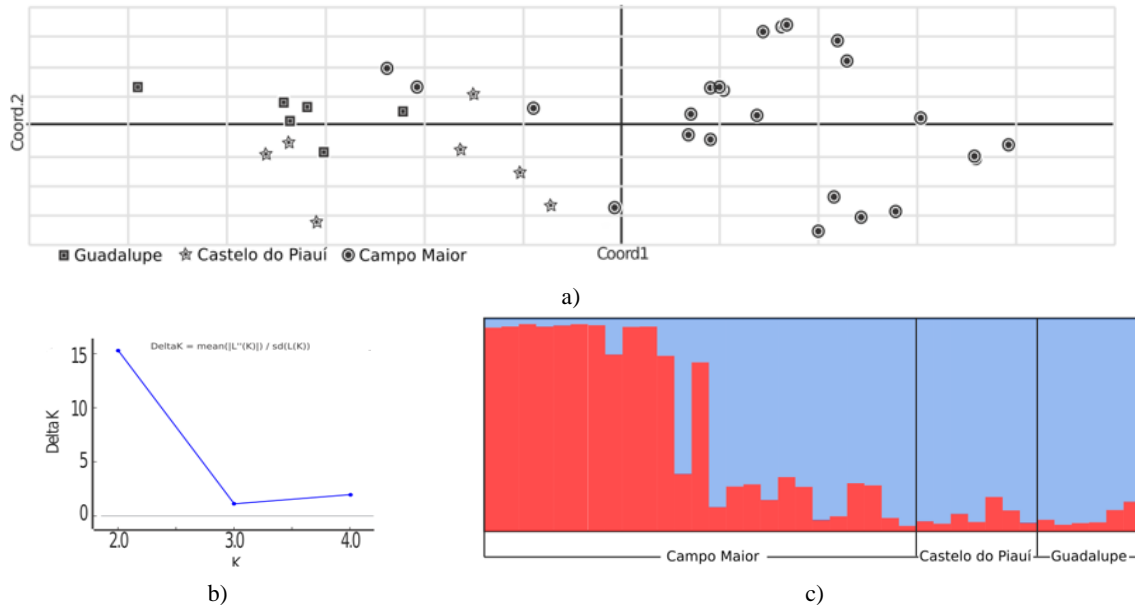 Coord.2
Guadalupe Castelo do Piauí Campo Maior
Coord1
a)
DeltaK = mean(|L''(K)|) / sd(L(K))
DeltaK
15
10
5
0
2.0 3.0 4.0
K
b)
Campo Maior Castelo do Piauí Guadalupe
c)